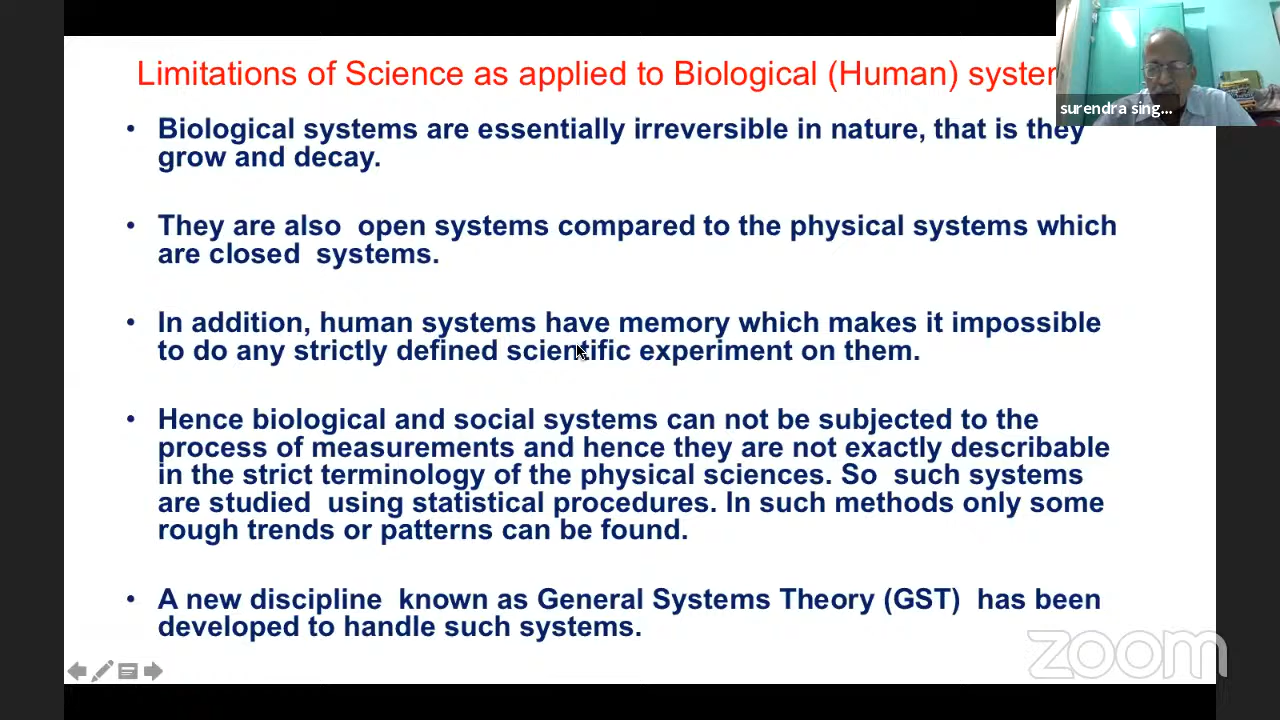 Limitations of Science as applied to Biological (Human) system
surendra sing...
• Biological systems are essentially irreversible in nature, that is they
grow and decay.
• They are also open systems compared to the physical systems which
are closed systems.
• In addition, human systems have memory which makes it impossible
to do any strictly defined scientific experiment on them.
• Hence biological and social systems can not be subjected to the
process of measurements and hence they are not exactly describable
in the strict terminology of the physical sciences. So such systems
are studied using statistical procedures. In such methods only some
rough trends or patterns can be found.
• A new discipline known as General Systems Theory (GST) has been
developed to handle such systems.
zoom